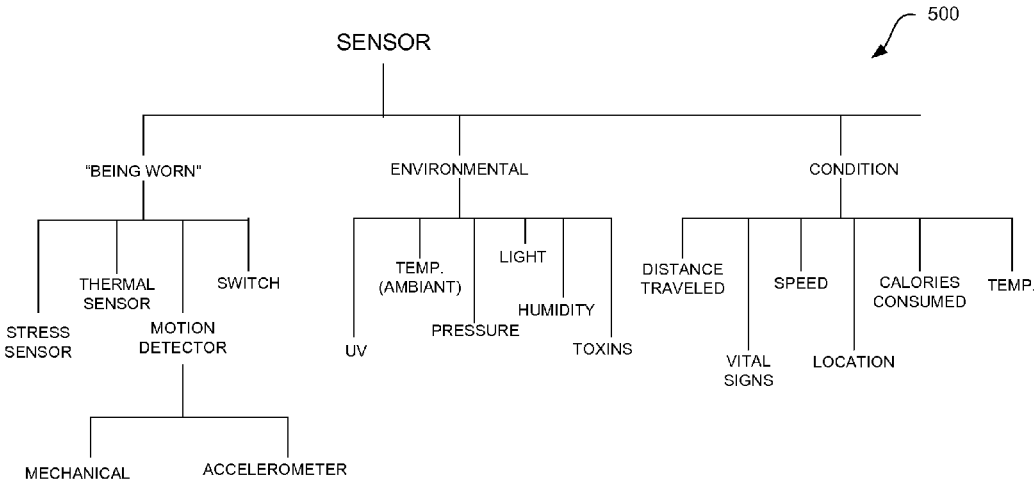 500
SENSOR
"BEING WORN"
ENVIRONMENTAL
CONDITION
STRESS
SENSOR
THERMAL
SENSOR
MOTION
DETECTOR
SWITCH
MECHANICAL
ACCELEROMETER
UV
TEMP.
(AMBIANT)
PRESSURE
LIGHT
HUMIDITY
TOXINS
DISTANCE
TRAVELED
VITAL
SIGNS
SPEED
LOCATION
CALORIES
CONSUMED
TEMP.